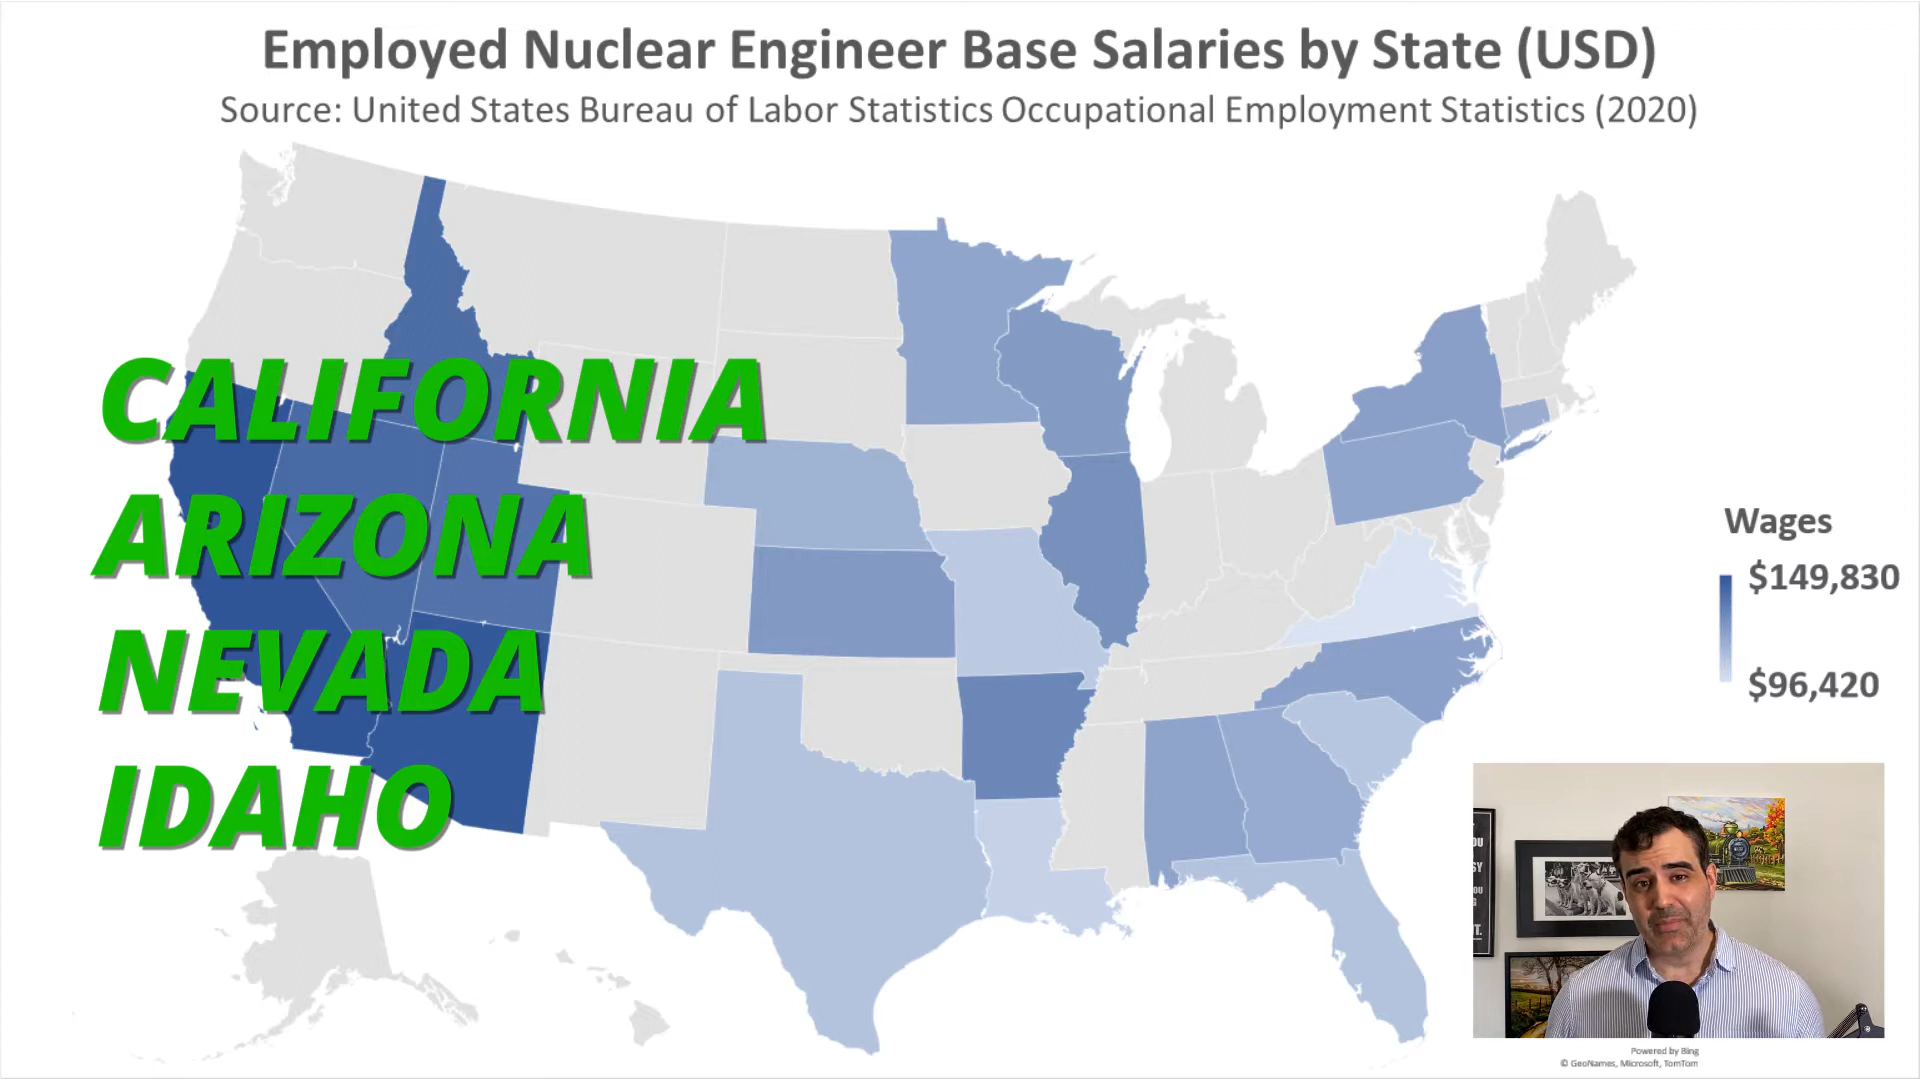 Employed Nuclear Engineer Base Salaries by State (USD)
Source: United States Bureau of Labor Statistics Occupational Employment Statistics (2020)
CALIFORNIA
ARIZONA
NEVADA
IDAHO
Wages
$149,830
$96,420
Powered by Bing
© GeoNames, Microsoft, TomTom